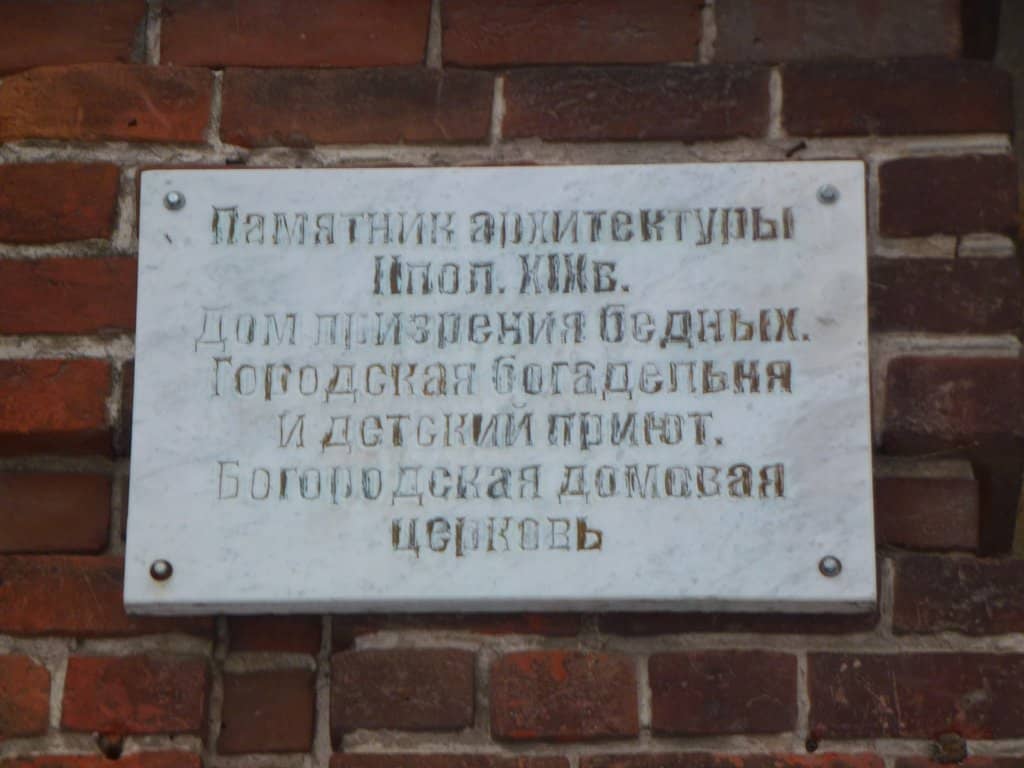 Памятник архитектуры
II пол. XIX в.
Дом призрения бедных.
Городская богадельня
и детский приют.
Богородская домовая
церковь